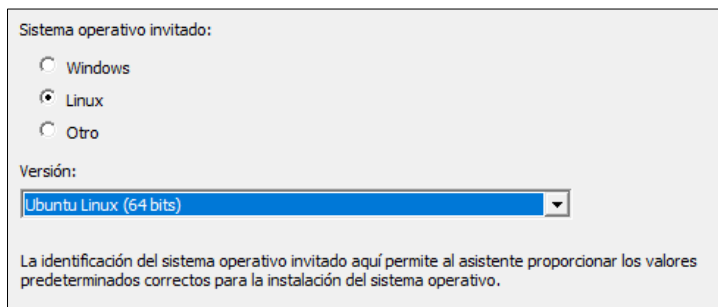 Sistema operativo invitado:
Windows
Linux
Otro
Versión:
Ubuntu Linux (64 bits)
La identificación del sistema operativo invitado aquí permite al asistente proporcionar los valores
predeterminados correctos para la instalación del sistema operativo.